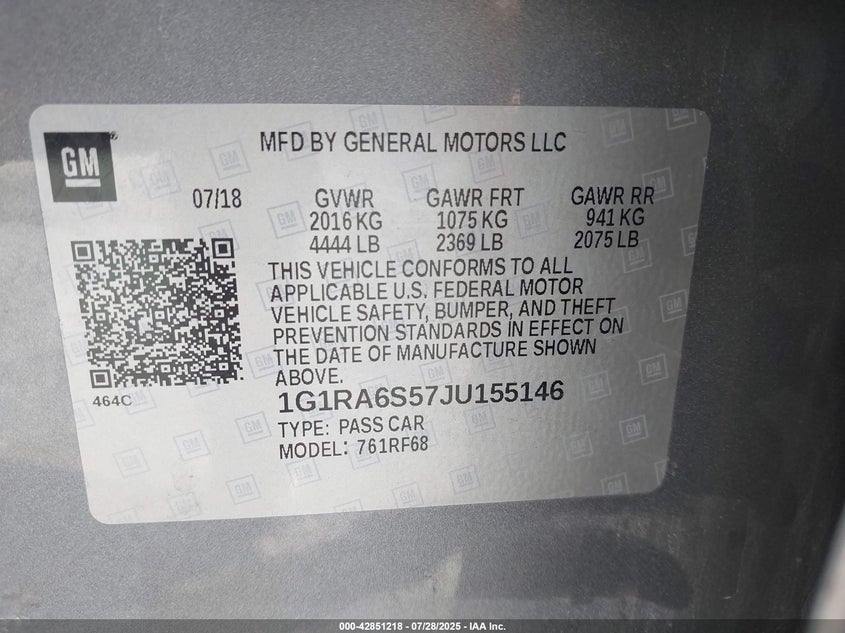 GM
MFD BY GENERAL MOTORS LLC
07/18 GVWR GAWR FRT GAWR RR
2016 KG 1075 KG 941 KG
4444 LB 2369 LB 2075 LB
THIS VEHICLE CONFORMS TO ALL
APPLICABLE U.S. FEDERAL MOTOR
VEHICLE SAFETY, BUMPER, AND THEFT
PREVENTION STANDARDS IN EFFECT ON
THE DATE OF MANUFACTURE SHOWN
ABOVE.
464C
1G1RA6S57JU155146
TYPE: PASS CAR
MODEL: 761RF68
000-42851218 - 07/28/2025 - IAA Inc.